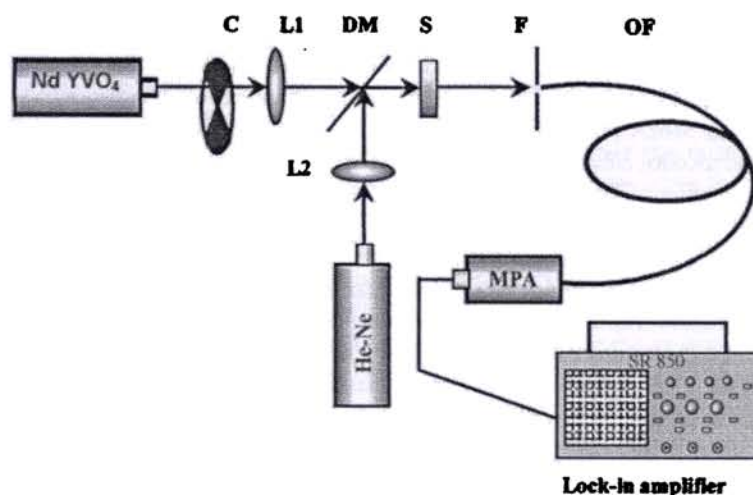 C L1 DM S F OF
Nd YVO₄
L2
He-Ne
MPA
SR 850
Lock-in amplifier